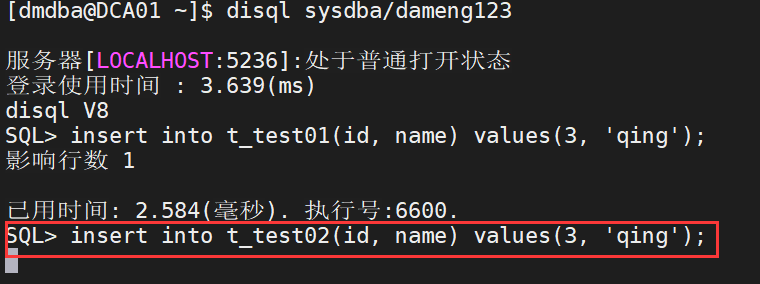 [dmdba@DCA01 ~]$ disql sysdba/dameng123
服务器[LOCALHOST:5236]:处于普通打开状态
登录使用时间 : 3.639(ms)
disql V8
SQL> insert into t_test01(id, name) values(3, 'qing');
影响行数 1
已用时间: 2.584(毫秒). 执行号:6600.
SQL> insert into t_test02(id, name) values(3, 'qing');